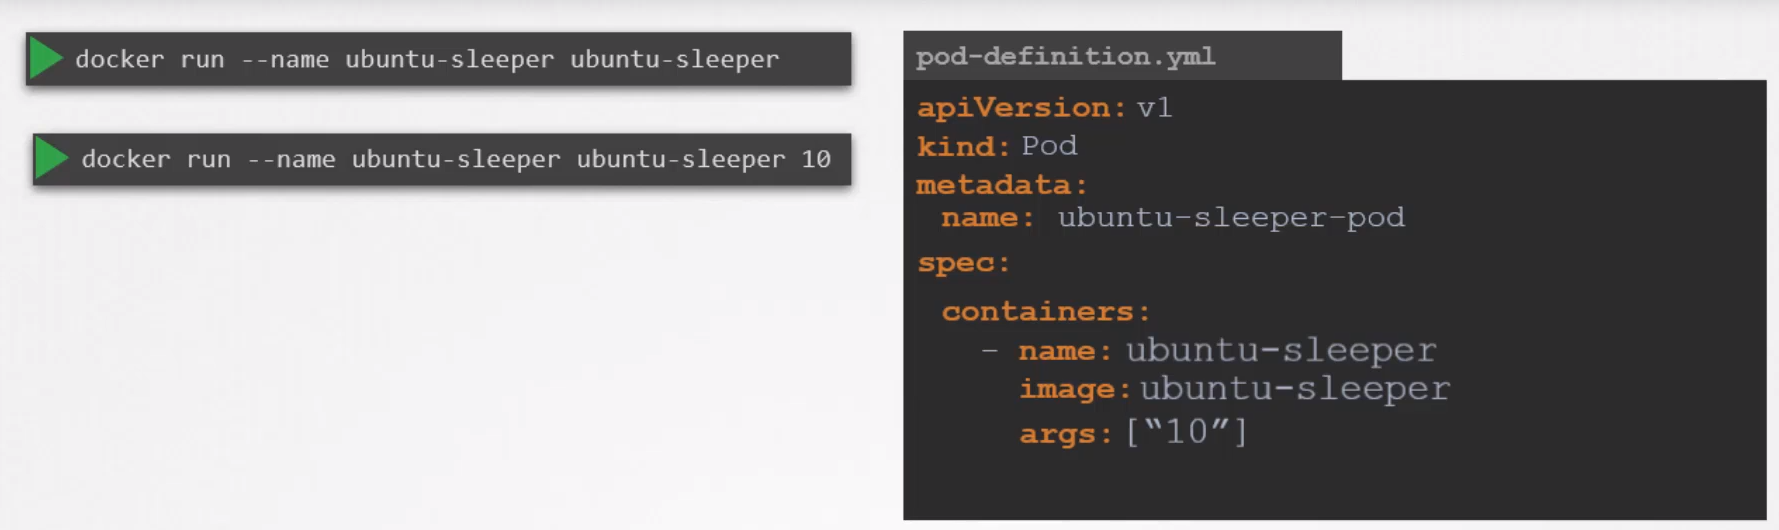 docker run --name ubuntu-sleeper ubuntu-sleeper
docker run --name ubuntu-sleeper ubuntu-sleeper 10
pod-definition.yml
apiVersion: v1
kind: Pod
metadata:
name: ubuntu-sleeper-pod
spec:
containers:
- name: ubuntu-sleeper
image: ubuntu-sleeper
args: [“10”]